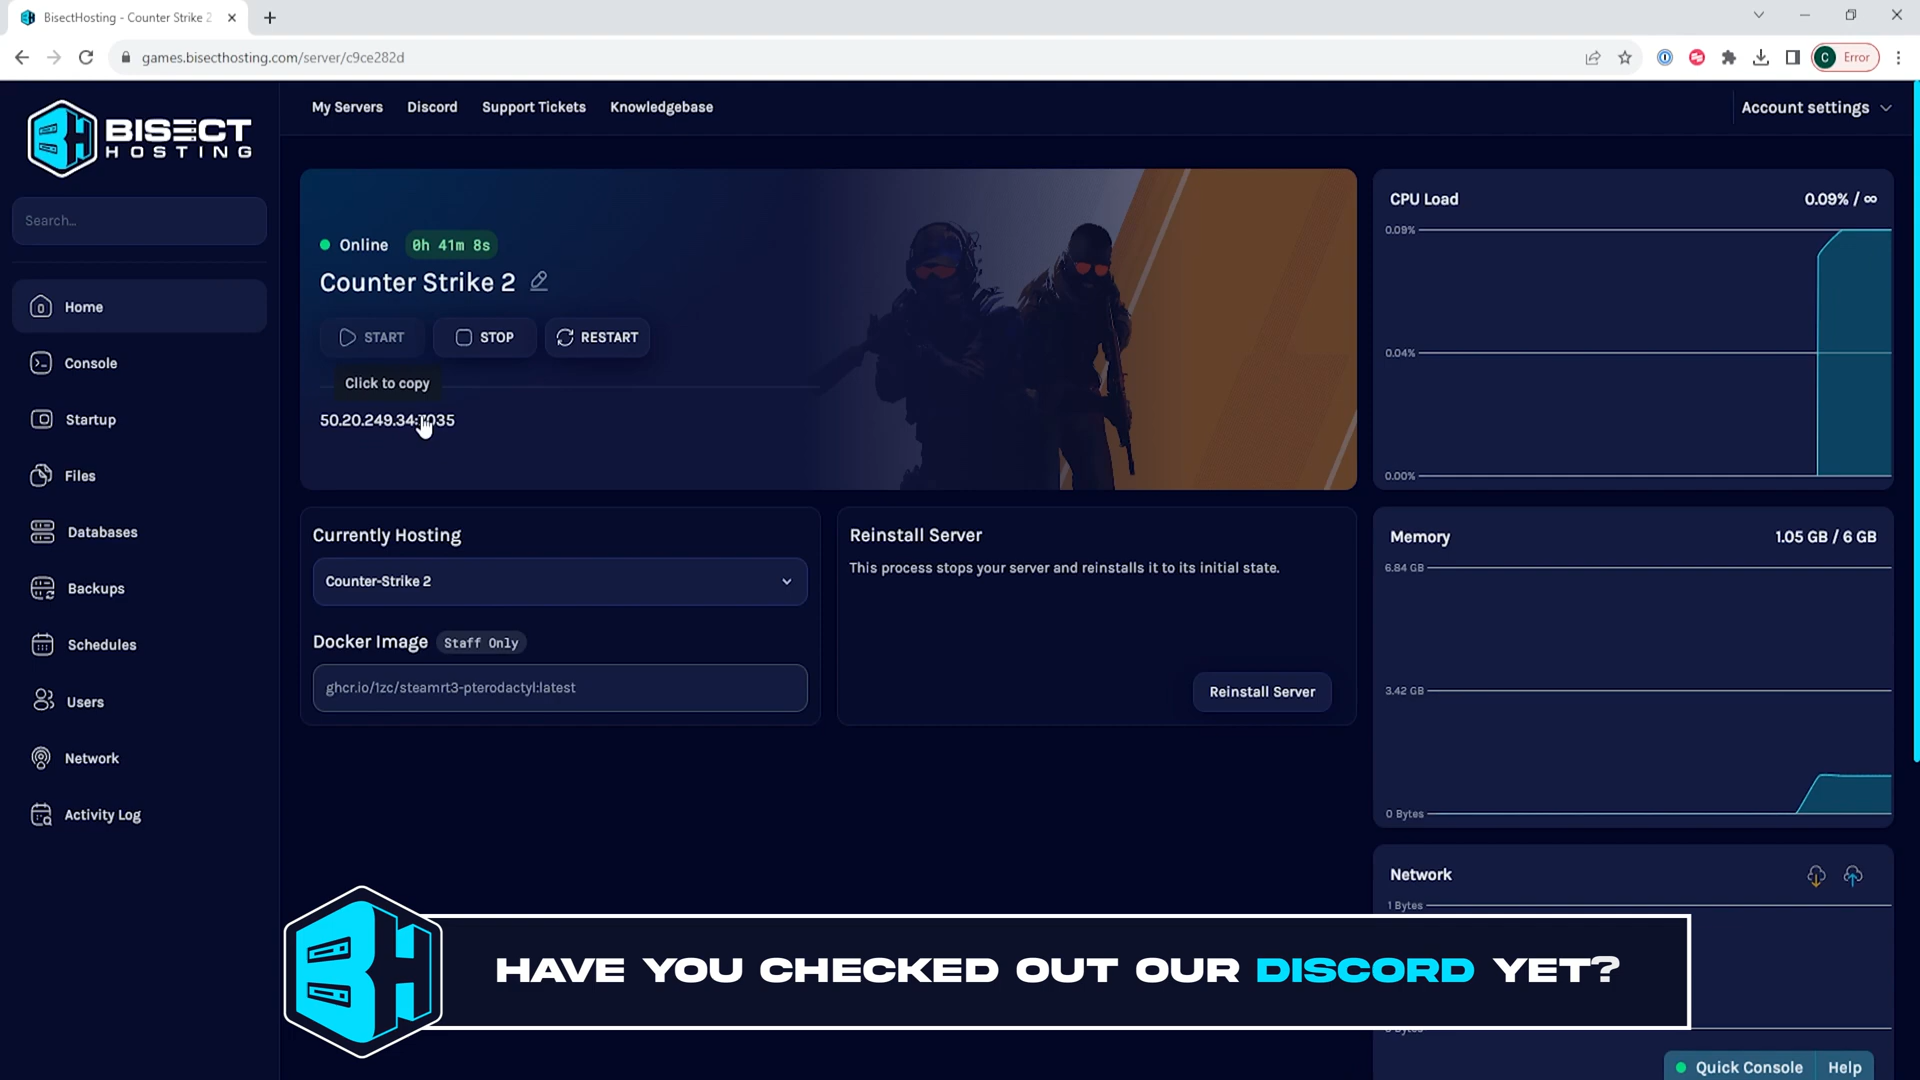 BisectHosting - Counter Strike 2
games.bisecthosting.com/server/c9ce282d
C
Error
BISECT
HOSTING
My Servers
Discord
Support Tickets
Knowledgebase
Account settings
Search...
Home
Console
Startup
Files
Databases
Backups
Schedules
Users
Network
Activity Log
Online
0h 41m 8s
Counter Strike 2
START
STOP
RESTART
Click to copy
Currently Hosting
Counter-Strike 2
Docker Image
Staff Only
ghcr.io/1zc/steamrt3-pterodactyl:latest
Reinstall Server
This process stops your server and reinstalls it to its initial state.
Reinstall Server
CPU Load
0.09% / ∞
0.09%
0.04%
0.00%
Memory
1.05 GB / 6 GB
6.84 GB
3.42 GB
0 Bytes
Network
1 Bytes
HAVE YOU CHECKED OUT OUR DISCORD YET?
Quick Console
Help